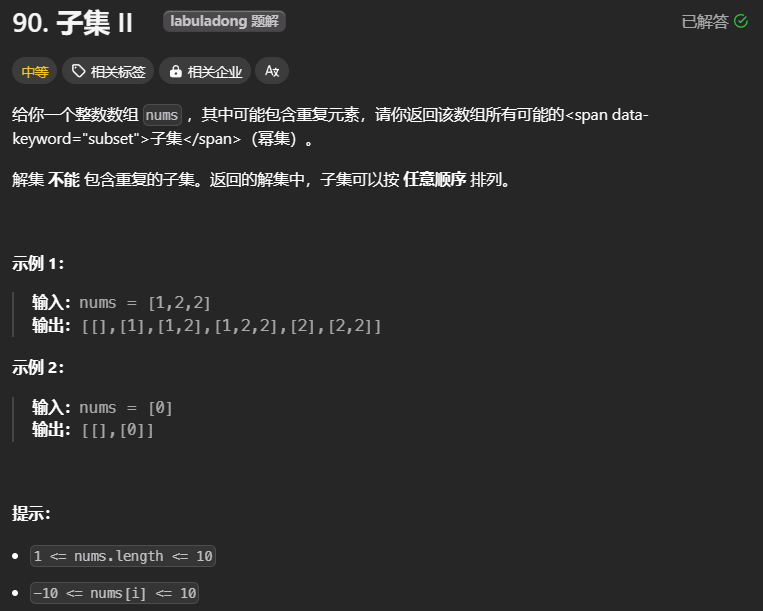 90. 子集 II labuladong 题解 已解答
中等 相关标签 相关企业 Az
给你一个整数数组 nums ，其中可能包含重复元素，请你返回该数组所有可能的<span data-
keyword="subset">子集</span>（幂集）。
解集 不能 包含重复的子集。返回的解集中，子集可以按 任意顺序 排列。
示例 1：
输入：nums = [1,2,2]
输出：[[],[1],[1,2],[1,2,2],[2],[2,2]]
示例 2：
输入：nums = [0]
输出：[[],[0]]
提示：
1 <= nums.length <= 10
-10 <= nums[i] <= 10